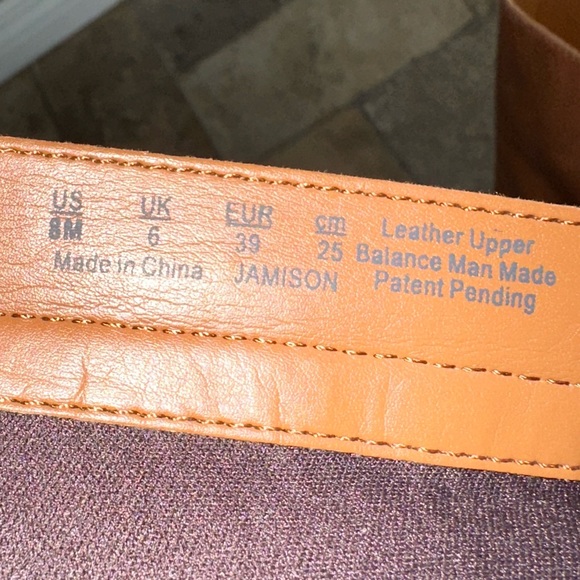 US UK EUR cm Leather Upper
8M 6 39 25 Balance Man Made
Made in China JAMISON Patent Pending